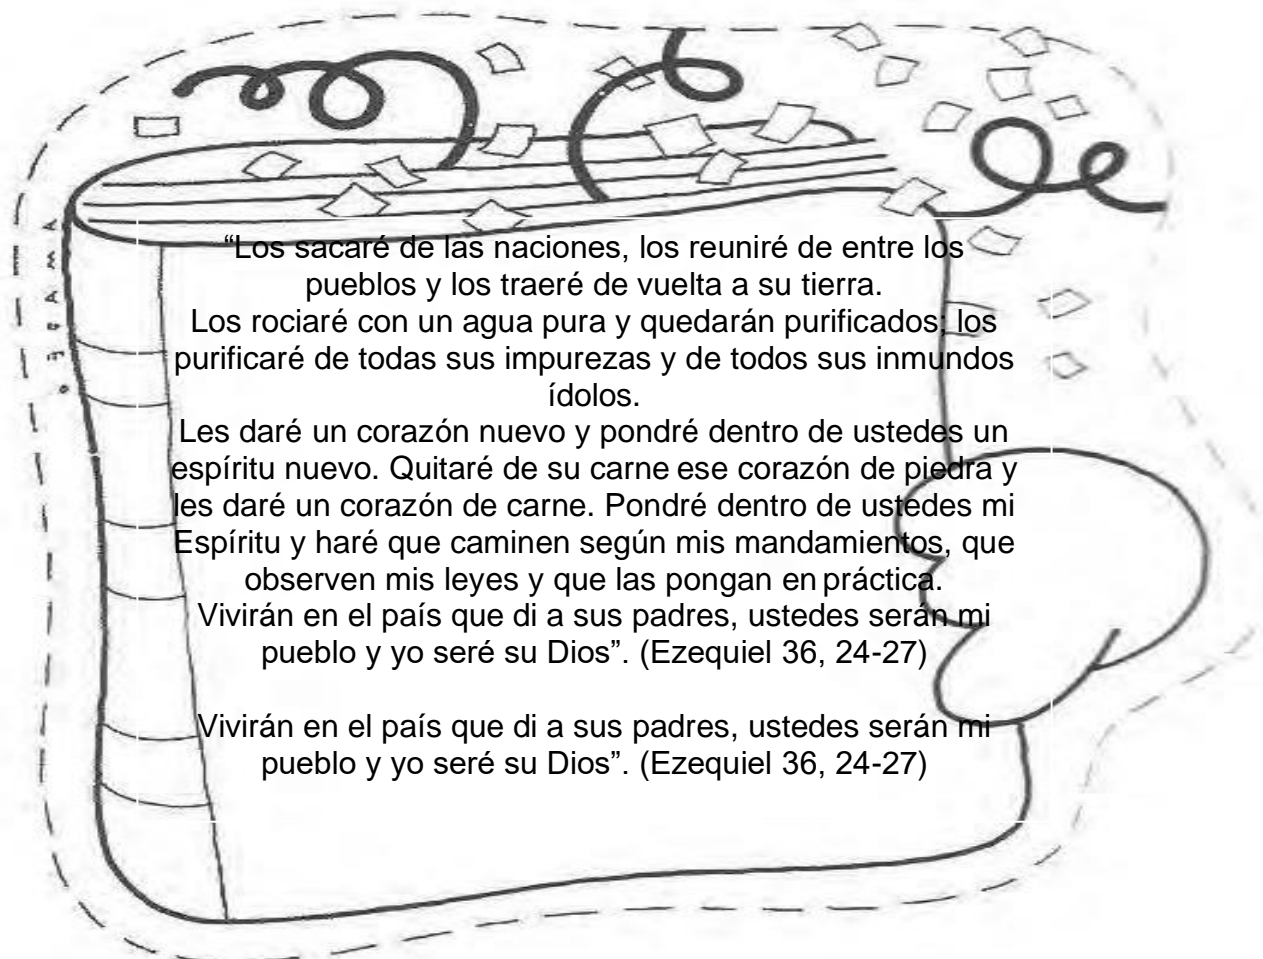 “Los sacaré de las naciones, los reuniré de entre los
pueblos y los traeré de vuelta a su tierra.
Los rociaré con un agua pura y quedarán purificados; los
purificaré de todas sus impurezas y de todos sus inmundos
ídolos.
Les daré un corazón nuevo y pondré dentro de ustedes un
espíritu nuevo. Quitaré de su carne ese corazón de piedra y
les daré un corazón de carne. Pondré dentro de ustedes mi
Espíritu y haré que caminen según mis mandamientos, que
observen mis leyes y que las pongan en práctica.
Vivirán en el país que di a sus padres, ustedes serán mi
pueblo y yo seré su Dios”. (Ezequiel 36, 24-27)
Vivirán en el país que di a sus padres, ustedes serán mi
pueblo y yo seré su Dios”. (Ezequiel 36, 24-27)